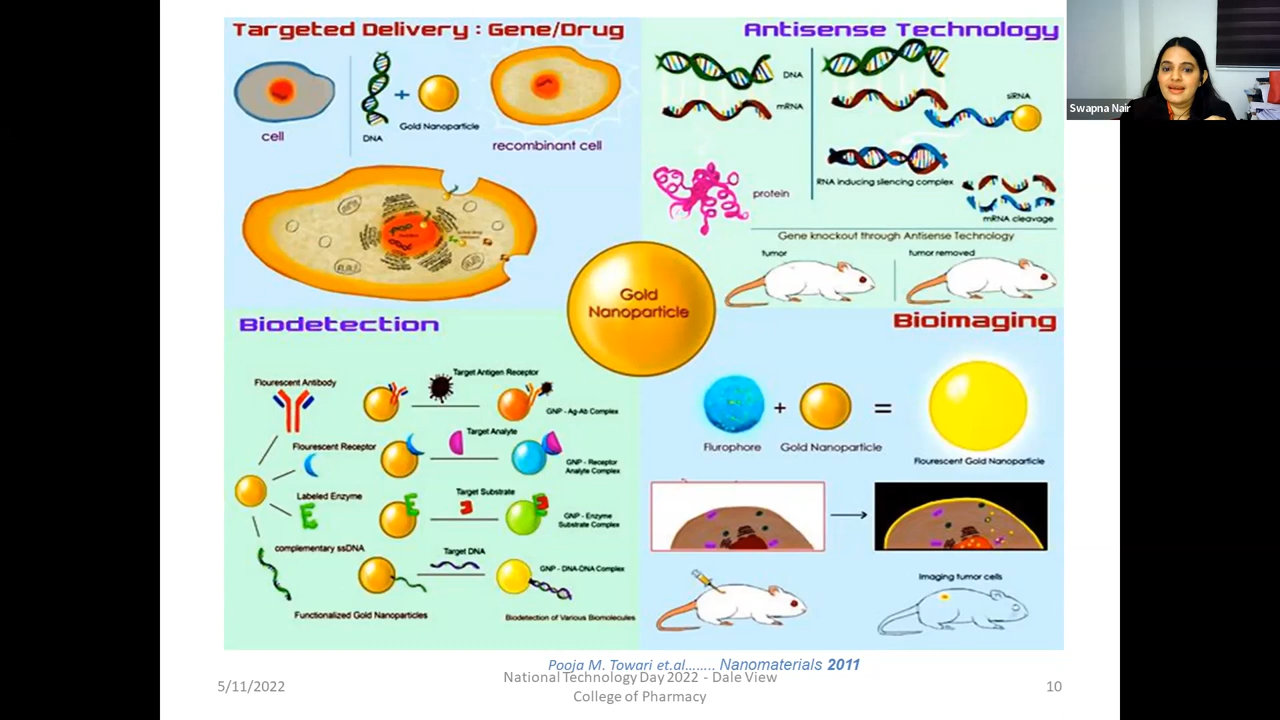 Targeted Delivery : Gene/Drug
cell
DNA
Gold Nanoparticle
recombinant cell
Antisense Technology
DNA
mRNA
siRNA
RNA inducing silencing complex
protein
mRNA cleavage
Gene knockout through Antisense Technology
tumor
tumor removed
Gold
Nanoparticle
Biodetection
Flourescent Antibody
Target Antigen Receptor
GNP - Ag-Ab Complex
Flourescent Receptor
Target Analyte
GNP - Receptor
Analyte Complex
Labeled Enzyme
Target Substrate
GNP - Enzyme
Substrate Complex
complementary ssDNA
Target DNA
GNP - DNA-DNA Complex
Functionalized Gold Nanoparticles
Biodetection of Various Biomolecules
Bioimaging
Flurophore
+
Gold Nanoparticle
=
Flourescent Gold Nanoparticle
Imaging tumor cells
Pooja M. Towari et.al........ Nanomaterials 2011
5/11/2022
National Technology Day 2022 - Dale View
College of Pharmacy
10
Swapna Nair